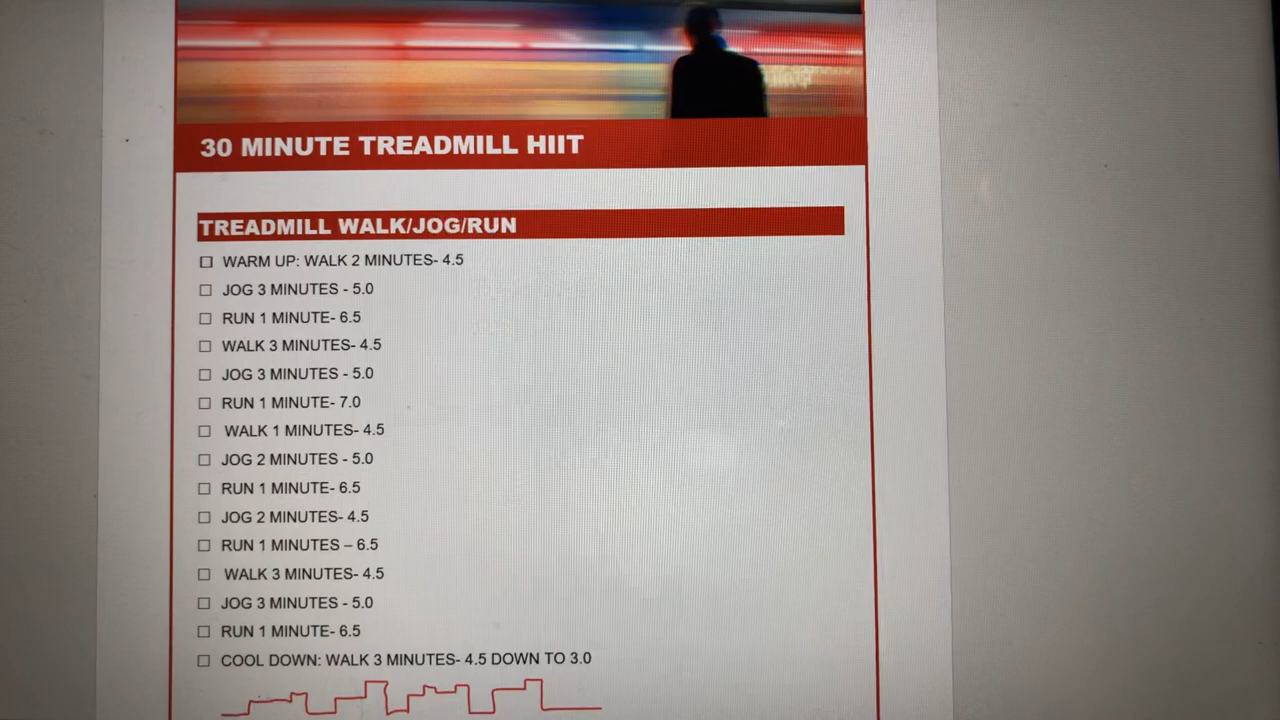 30 MINUTE TREADMILL HIIT
TREADMILL WALK/JOG/RUN
WARM UP: WALK 2 MINUTES- 4.5
JOG 3 MINUTES - 5.0
RUN 1 MINUTE- 6.5
WALK 3 MINUTES- 4.5
JOG 3 MINUTES - 5.0
RUN 1 MINUTE- 7.0
WALK 1 MINUTES- 4.5
JOG 2 MINUTES - 5.0
RUN 1 MINUTE- 6.5
JOG 2 MINUTES- 4.5
RUN 1 MINUTES – 6.5
WALK 3 MINUTES- 4.5
JOG 3 MINUTES - 5.0
RUN 1 MINUTE- 6.5
COOL DOWN: WALK 3 MINUTES- 4.5 DOWN TO 3.0